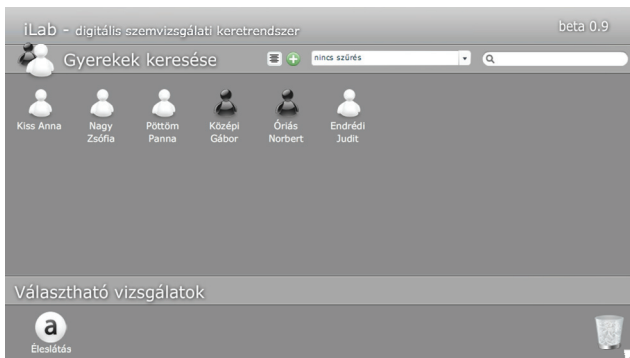 iLab - digitális szemvizsgálati keretrendszer
beta 0.9
Gyerekek keresése
nincs szűrés
Kiss Anna
Nagy
Zsófia
Pöttöm
Panna
Középi
Gábor
Óriás
Norbert
Endrédi
Judit
Választható vizsgálatok
a
Éleslátás